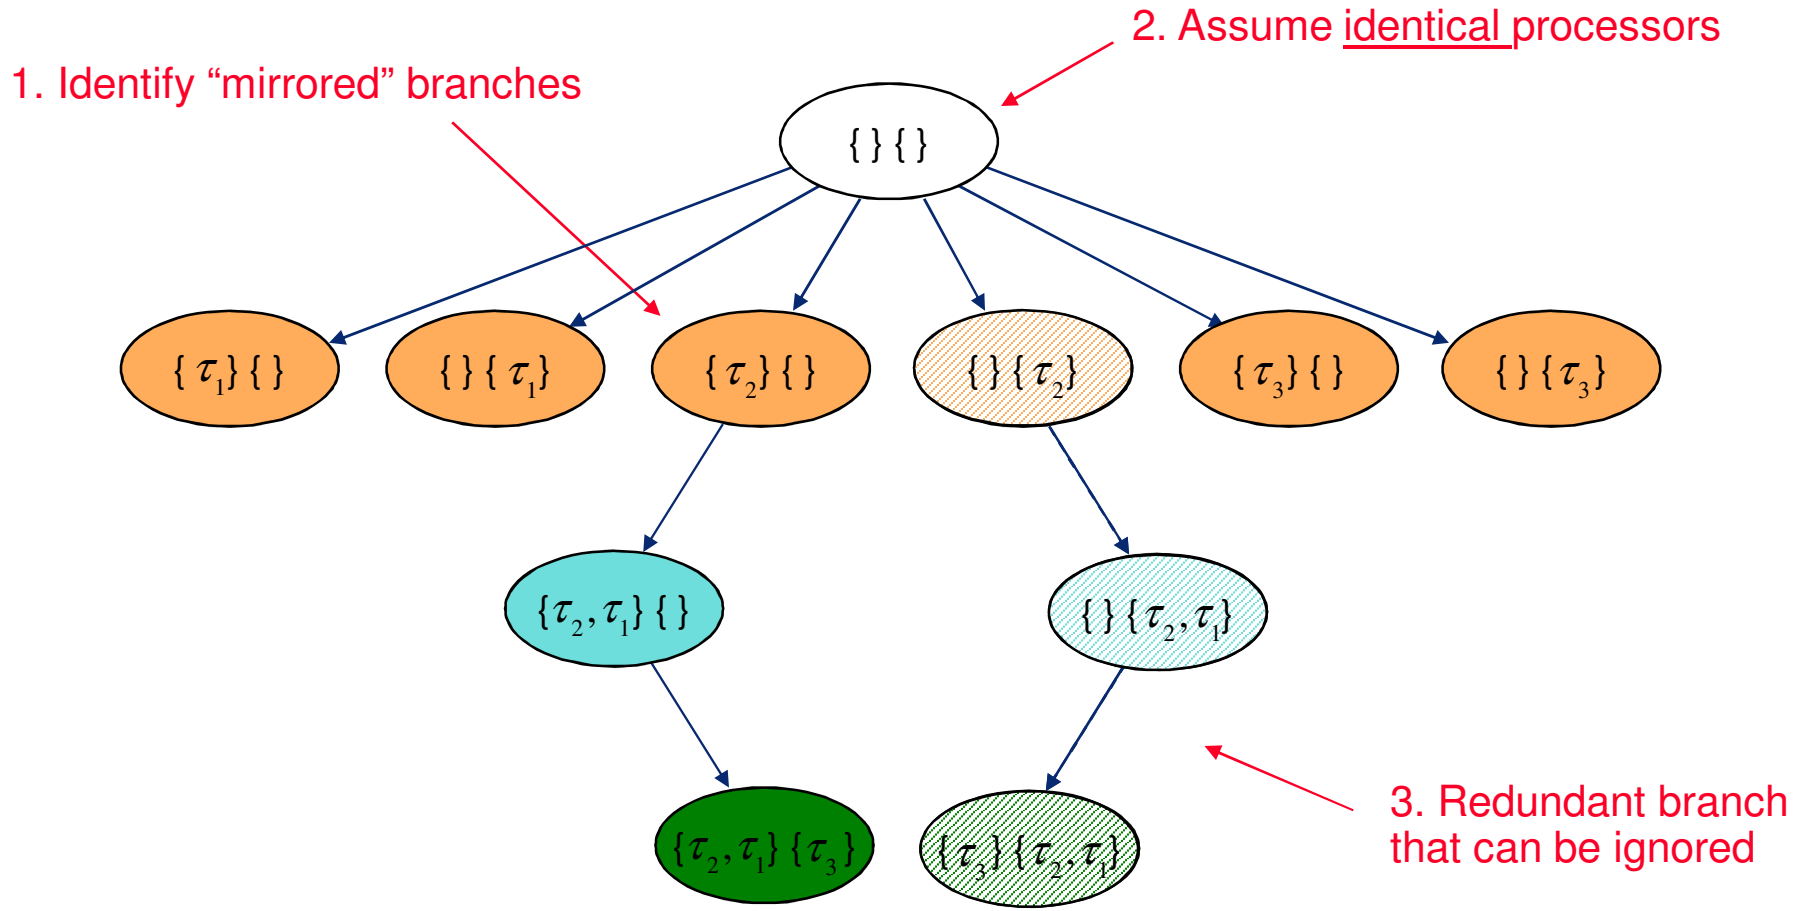 2. Assume identical processors
1. Identify “mirrored” branches
{ } { }
{ τ₁} { }
{ } { τ₁}
{ τ₂} { }
{ } { τ₂}
{ τ₃} { }
{ } { τ₃}
{τ₂, τ₁} { }
{ } { τ₂, τ₁}
{τ₂, τ₁} {τ₃}
{τ₃} {τ₂, τ₁}
3. Redundant branch
that can be ignored